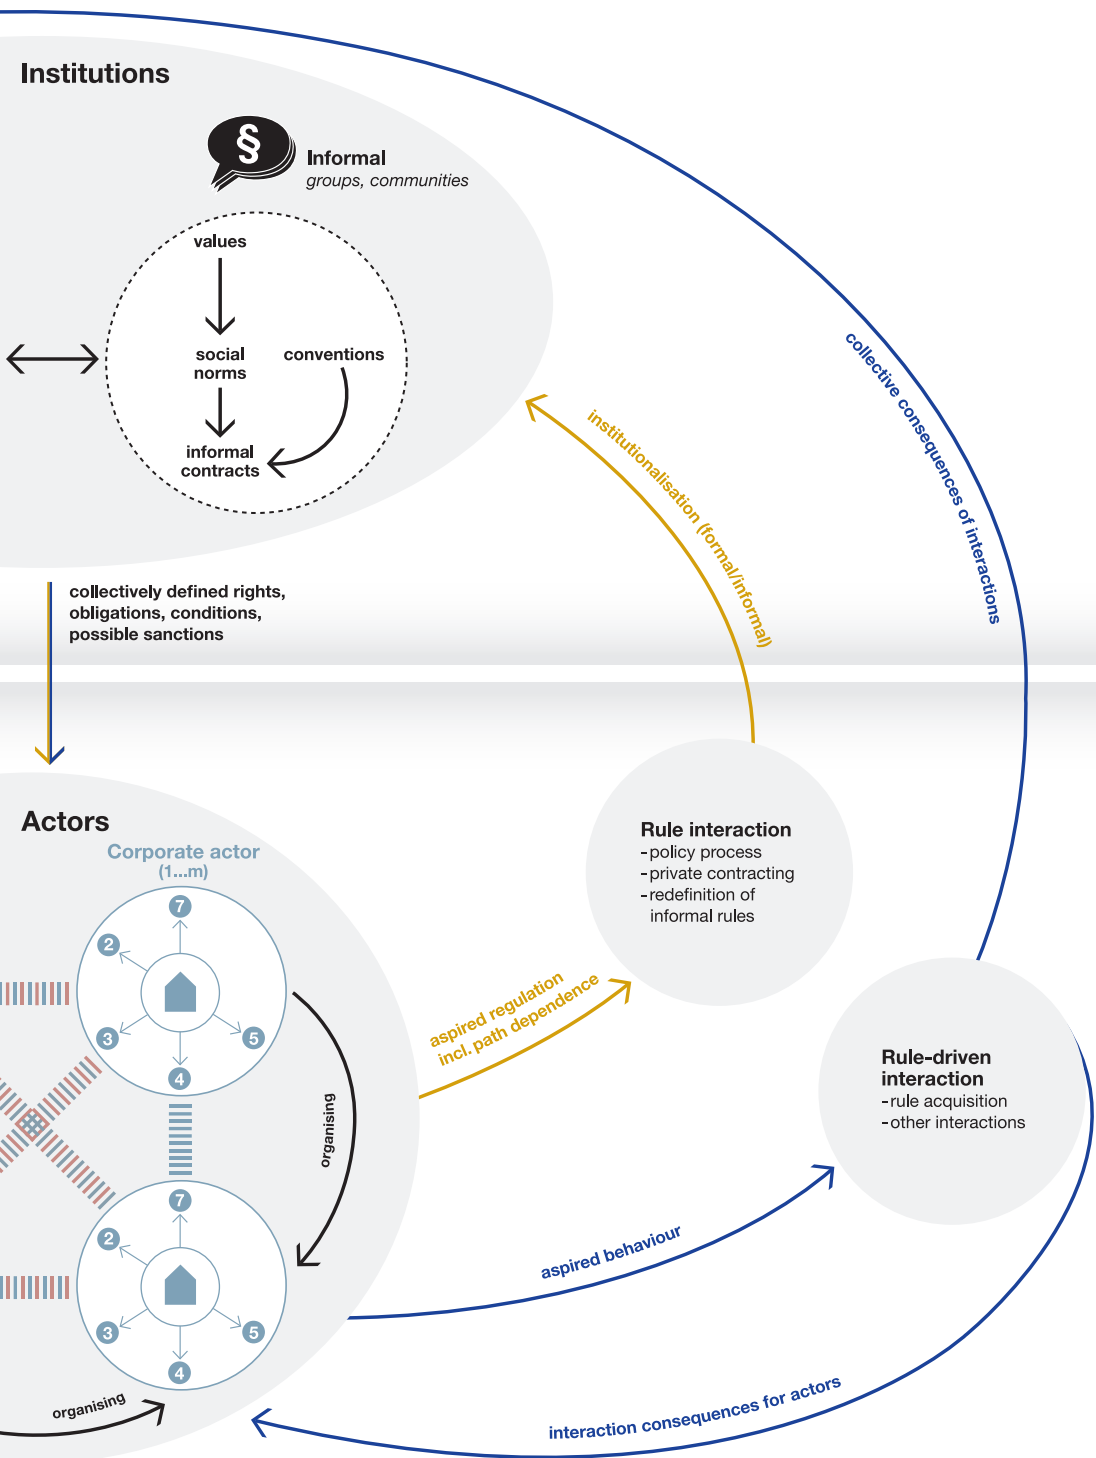 Institutions
§
Informal
groups, communities
values
social
norms
conventions
informal
contracts
collective consequences of interactions
institutionalisation (formal/informal)
collectively defined rights,
obligations, conditions,
possible sanctions
Actors
Corporate actor
(1...m)
7
2
3
5
4
organising
7
2
3
5
4
organising
Rule interaction
-policy process
-private contracting
-redefinition of
informal rules
aspired regulation
incl. path dependence
Rule-driven
interaction
-rule acquisition
-other interactions
aspired behaviour
interaction consequences for actors